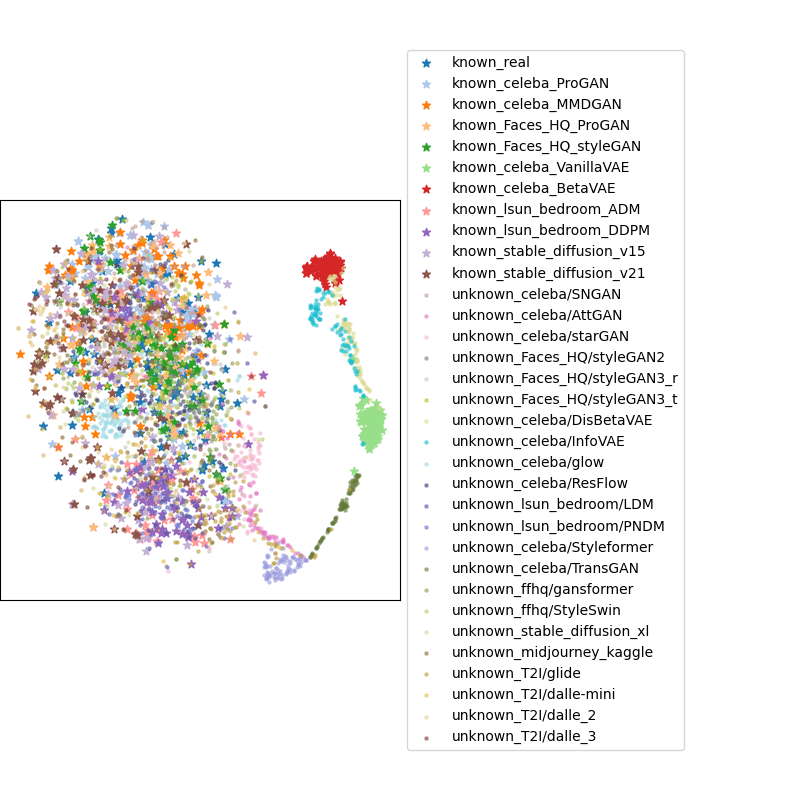 known_real
known_celeba_ProGAN
known_celeba_MMDGAN
known_Faces_HQ_ProGAN
known_Faces_HQ_styleGAN
known_celeba_VanillaVAE
known_celeba_BetaVAE
known_lsun_bedroom_ADM
known_lsun_bedroom_DDPM
known_stable_diffusion_v15
known_stable_diffusion_v21
unknown_celeba/SNGAN
unknown_celeba/AttGAN
unknown_celeba/starGAN
unknown_Faces_HQ/styleGAN2
unknown_Faces_HQ/styleGAN3_r
unknown_Faces_HQ/styleGAN3_t
unknown_celeba/DisBetaVAE
unknown_celeba/InfoVAE
unknown_celeba/glow
unknown_celeba/ResFlow
unknown_lsun_bedroom/LDM
unknown_lsun_bedroom/PNDM
unknown_celeba/Styleformer
unknown_celeba/TransGAN
unknown_ffhq/gansformer
unknown_ffhq/StyleSwin
unknown_stable_diffusion_xl
unknown_midjourney_kaggle
unknown_T2I/glide
unknown_T2I/dalle-mini
unknown_T2I/dalle_2
unknown_T2I/dalle_3